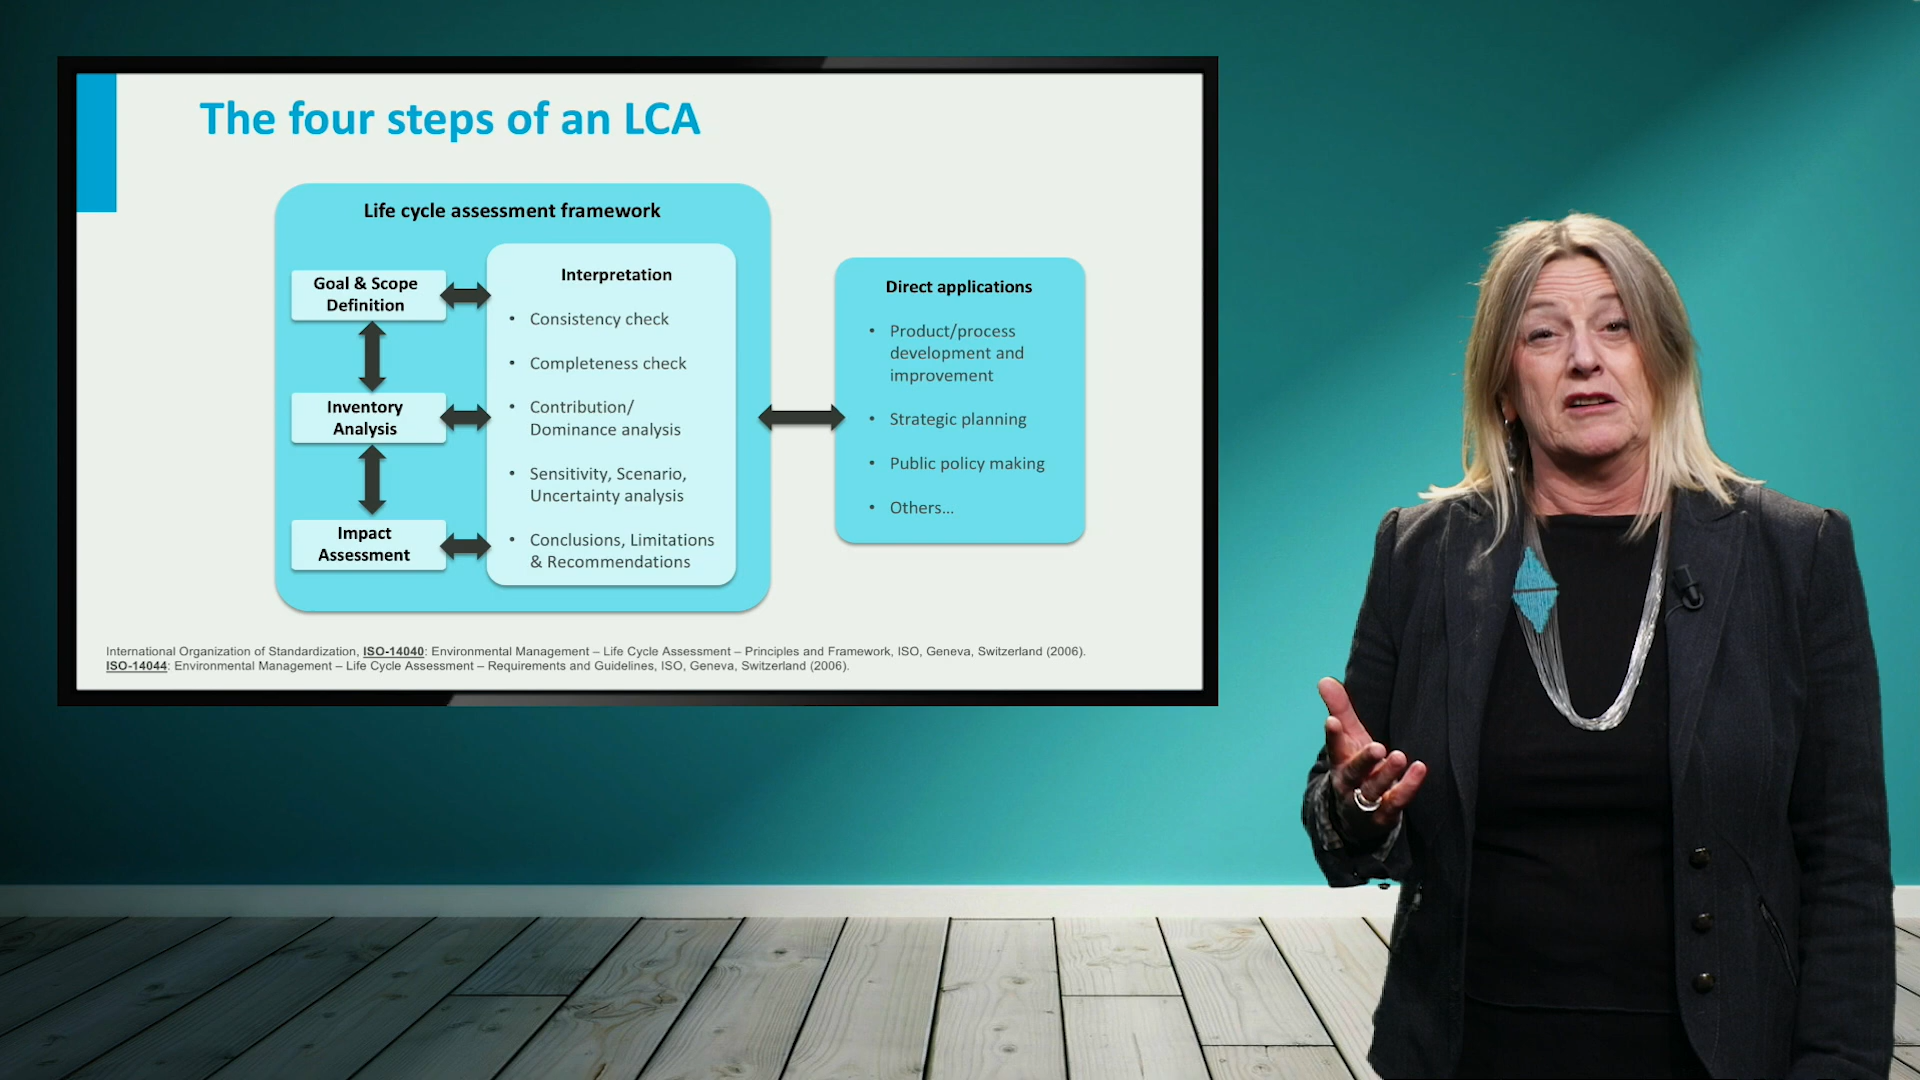 The four steps of an LCA
Life cycle assessment framework
Goal & Scope
Definition
Inventory
Analysis
Impact
Assessment
Interpretation
• Consistency check
• Completeness check
• Contribution/
Dominance analysis
• Sensitivity, Scenario,
Uncertainty analysis
• Conclusions, Limitations
& Recommendations
Direct applications
• Product/process
development and
improvement
• Strategic planning
• Public policy making
• Others...
International Organization of Standardization, ISO-14040: Environmental Management – Life Cycle Assessment – Principles and Framework, ISO, Geneva, Switzerland (2006).
ISO-14044: Environmental Management – Life Cycle Assessment – Requirements and Guidelines, ISO, Geneva, Switzerland (2006).